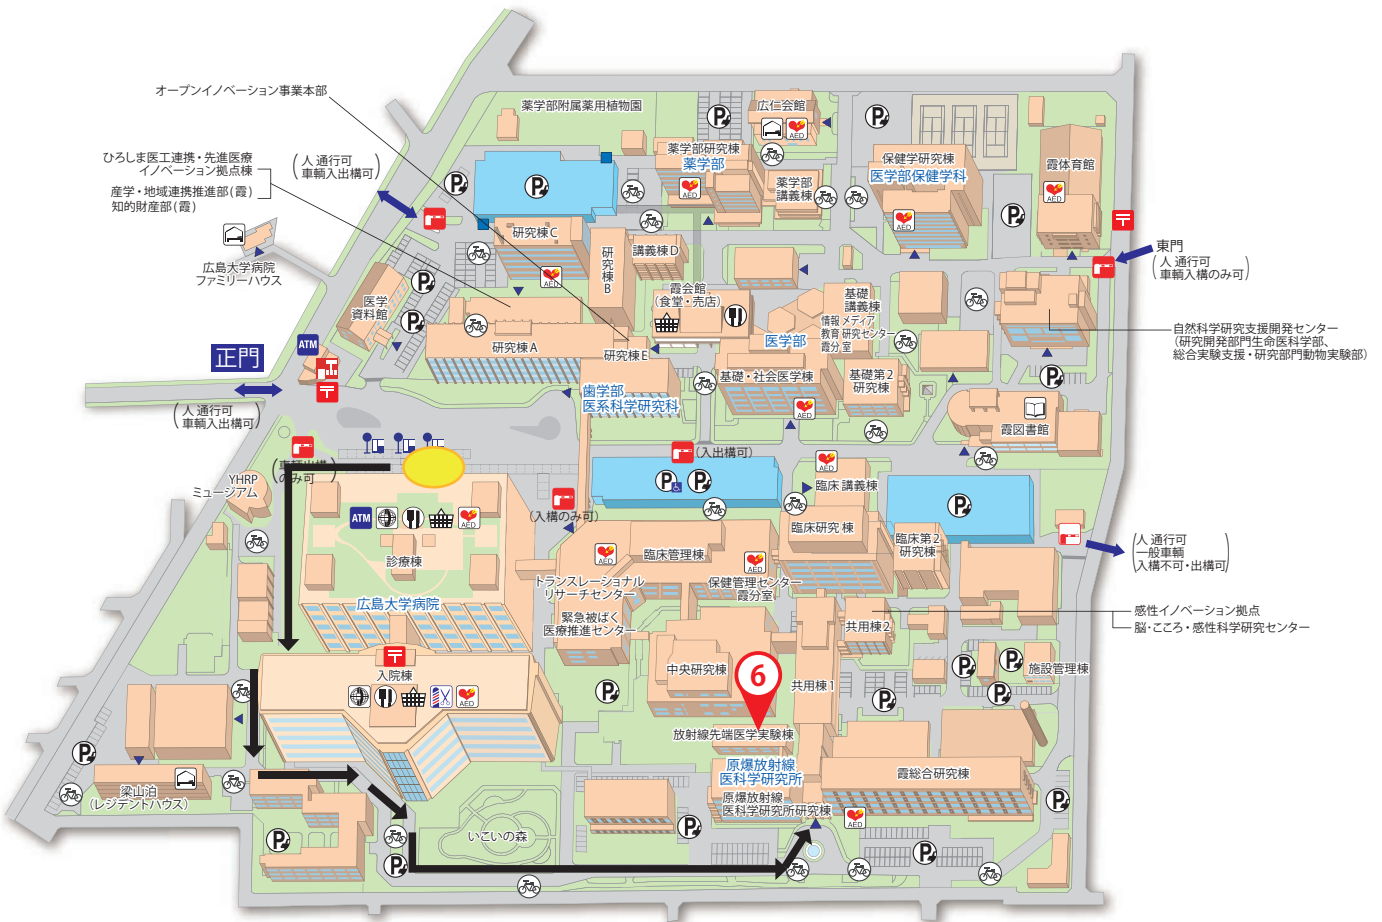 オープンイノベーション事業本部
薬学部附属薬用植物園
広仁会館
AED
ひろしま医工連携・先進医療
イノベーション拠点棟
産学・地域連携推進部(霞)
知的財産部(霞)
(人 通行可
車輌入出構可)
薬学部研究棟
薬学部
AED
薬学部
講義棟
保健学研究棟
医学部保健学科
AED
霞体育館
AED
P
P
P
P
P
広島大学病院
ファミリーハウス
研究棟C
AED
研究棟B
講義棟D
東門
(人 通行可
車輌入構のみ可)
医学
資料館
P
P
霞会館
(食堂・売店)
基礎
講義棟
情報 メディア
教育 研究センター
霞分 室
医学部
自然科学研究支援開発センター
(研究開発部門生命医科学部、
総合実験支援・研究部門動物実験部)
ATM
正門
研究棟A
研究棟E
基礎・社会医学棟
AED
基礎第2
研究棟
P
(人 通行可
車輌入出構可)
歯学部
医系科学研究科
霞図書館
(入出構可)
(車輌出構
のみ可)
YHRP
ミュージアム
P
P
AED
臨床 講義棟
P
ATM
AED
(入構のみ可)
診療棟
広島大学病院
AED
臨床管理棟
臨床研究 棟
臨床第2
研究棟
(人 通行可
一般車輌
入構不可・出構可)
トランスレーショナル
リサーチセンター
AED
保健管理センター
霞分室
緊急被ばく
医療推進センター
感性イノベーション拠点
脳・こころ・感性科学研究センター
共用棟2
入院棟
AED
中央研究棟
6
共用棟1
P
P
P
施設管理棟
P
P
放射線先端医学実験棟
P
梁山泊
(レジデントハウス)
原爆放射線
医科学研究所
霞総合研究棟
原爆放射線
医科学研究所研究棟
AED
P
P
P
いこいの森
P
P